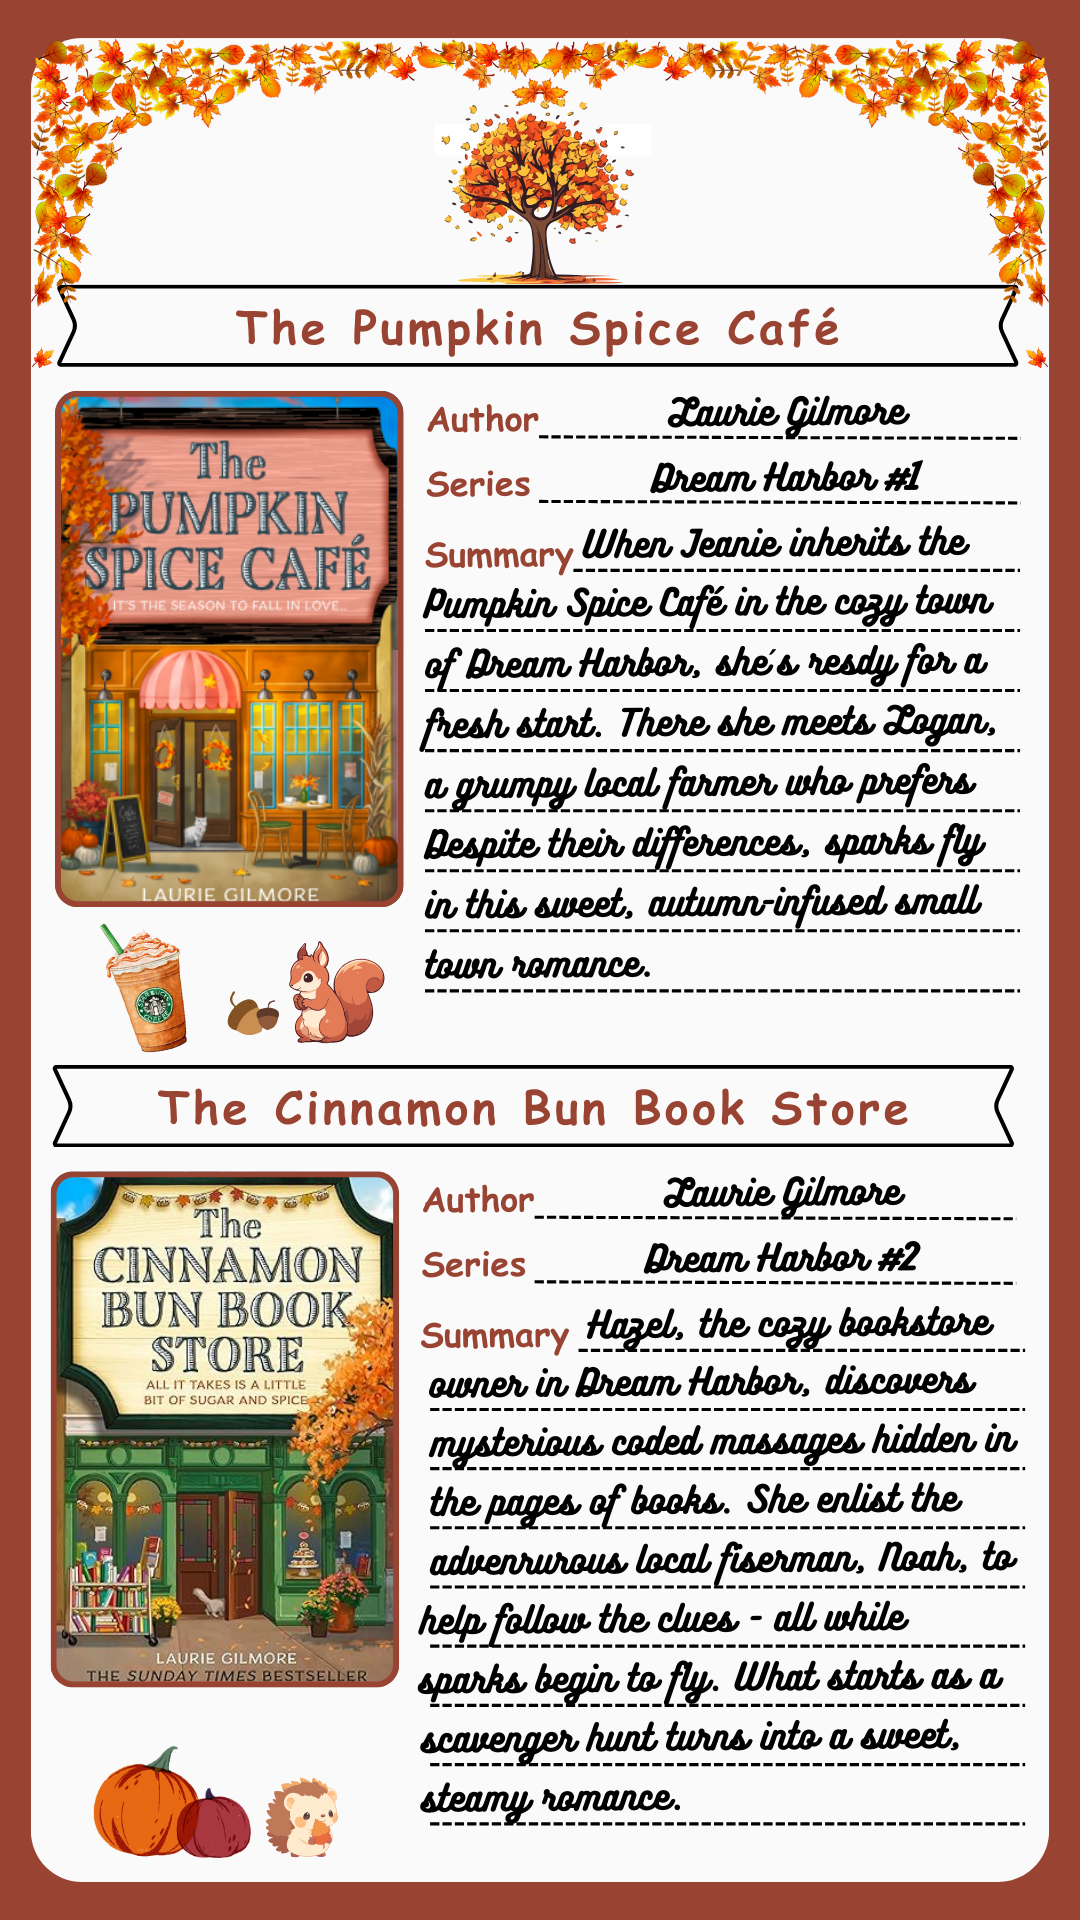 The Pumpkin Spice Café
The
PUMPKIN
SPICE CAFÉ
IT'S THE SEASON TO FALL IN LOVE..
LAURIE GILMORE
Author Laurie Gilmore
Series Dream Harbor #1
Summary When Jeanie inherits the
Pumpkin Spice Café in the cozy town
of Dream Harbor, she's resdy for a
fresh start. There she meets Logan,
a grumpy local farmer who prefers
Despite their differences, sparks fly
in this sweet, autumn-infused small
town romance.
The Cinnamon Bun Book Store
The
CINNAMON
BUN BOOK
STORE
ALL IT TAKES IS A LITTLE
BIT OF SUGAR AND SPICE
LAURIE GILMORE
THE SUNDAY TIMES BESTSELLER
Author Laurie Gilmore
Series Dream Harbor #2
Summary Hazel, the cozy bookstore
owner in Dream Harbor, discovers
mysterious coded massages hidden in
the pages of books. She enlist the
advenrurous local fiserman, Noah, to
help follow the clues - all while
sparks begin to fly. What starts as a
scavenger hunt turns into a sweet,
steamy romance.